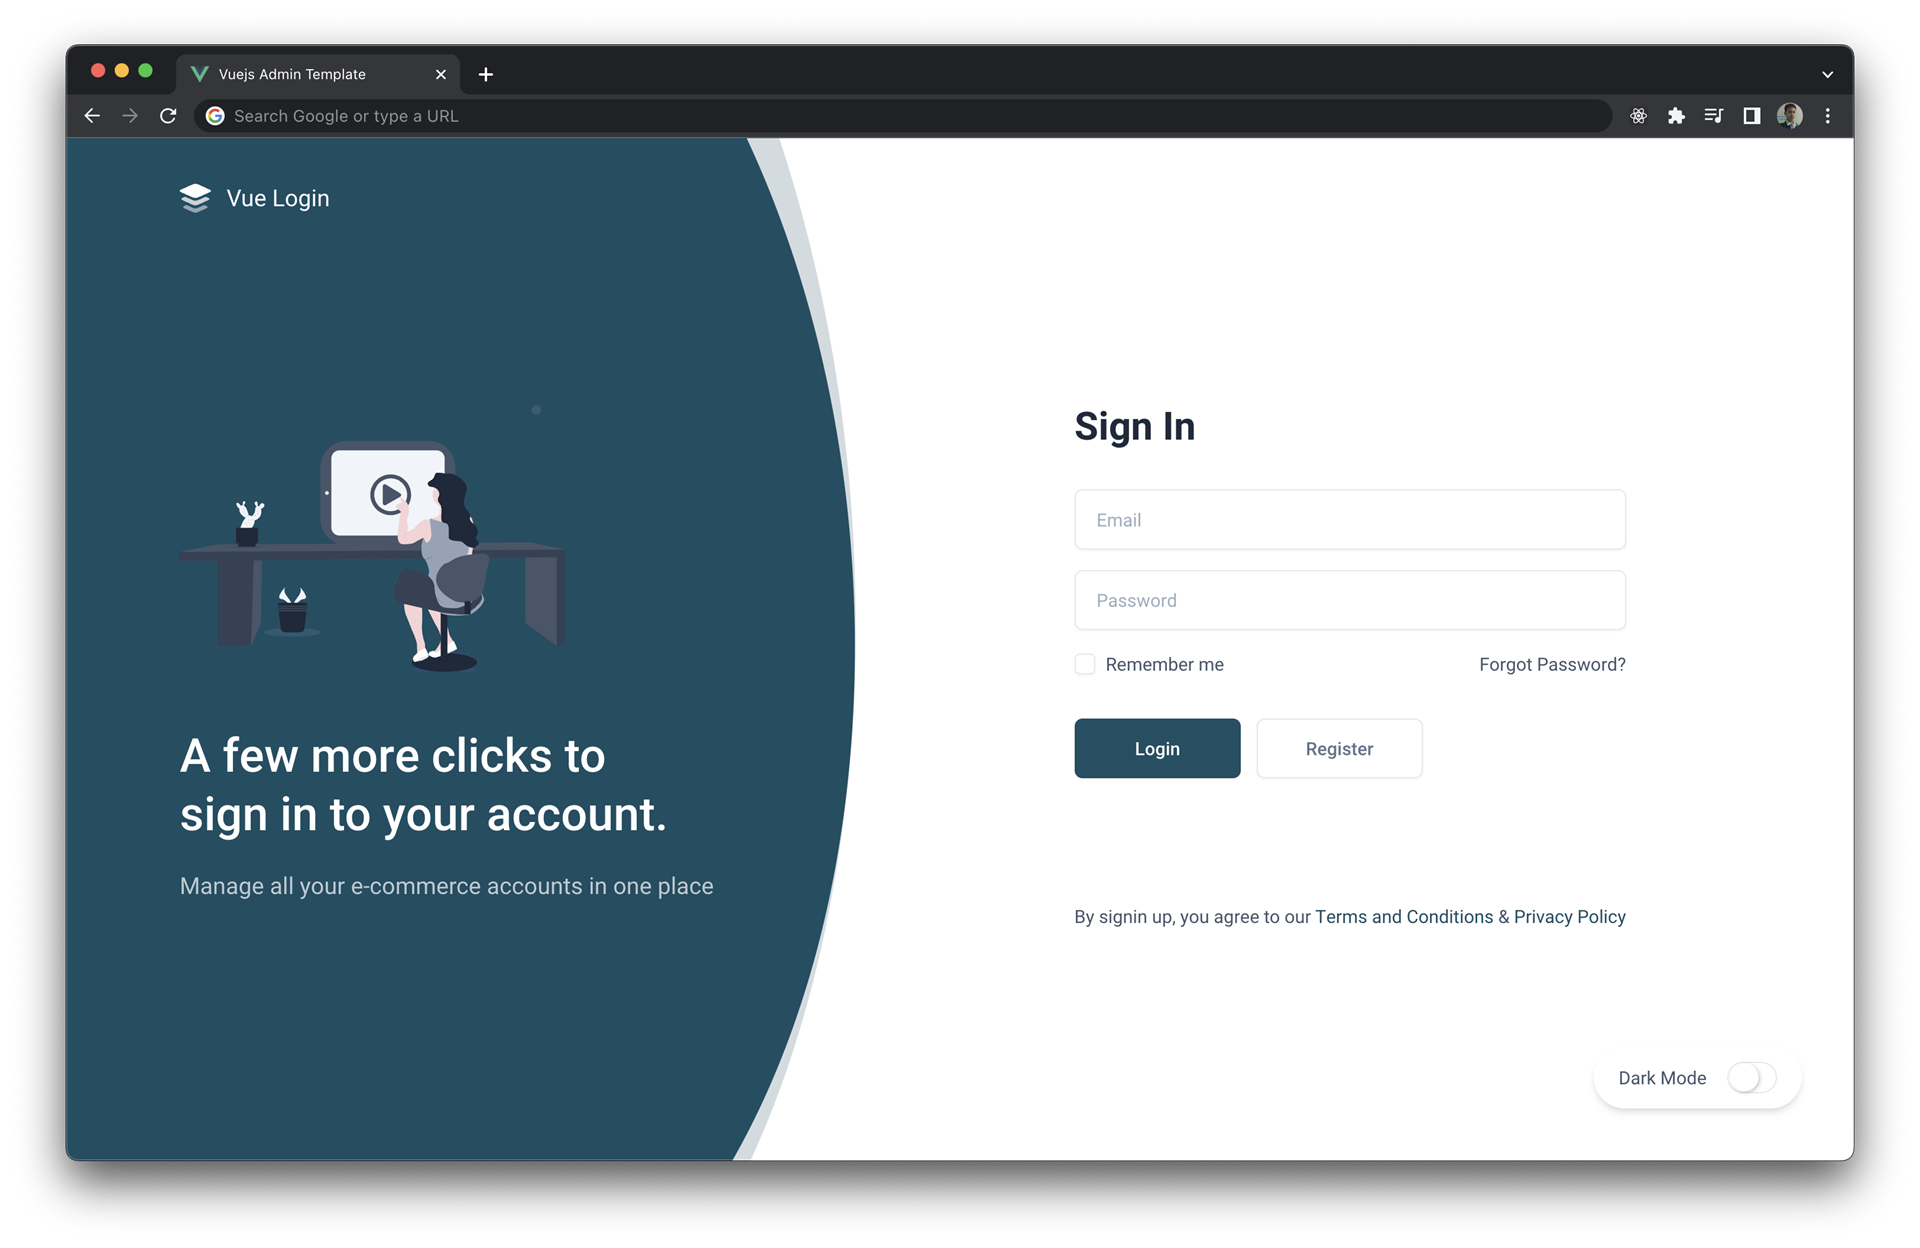 Vuejs Admin Template
Search Google or type a URL
Vue Login
A few more clicks to
sign in to your account.
Manage all your e-commerce accounts in one place
Sign In
Email
Password
Remember me
Forgot Password?
Login
Register
By signin up, you agree to our Terms and Conditions & Privacy Policy
Dark Mode